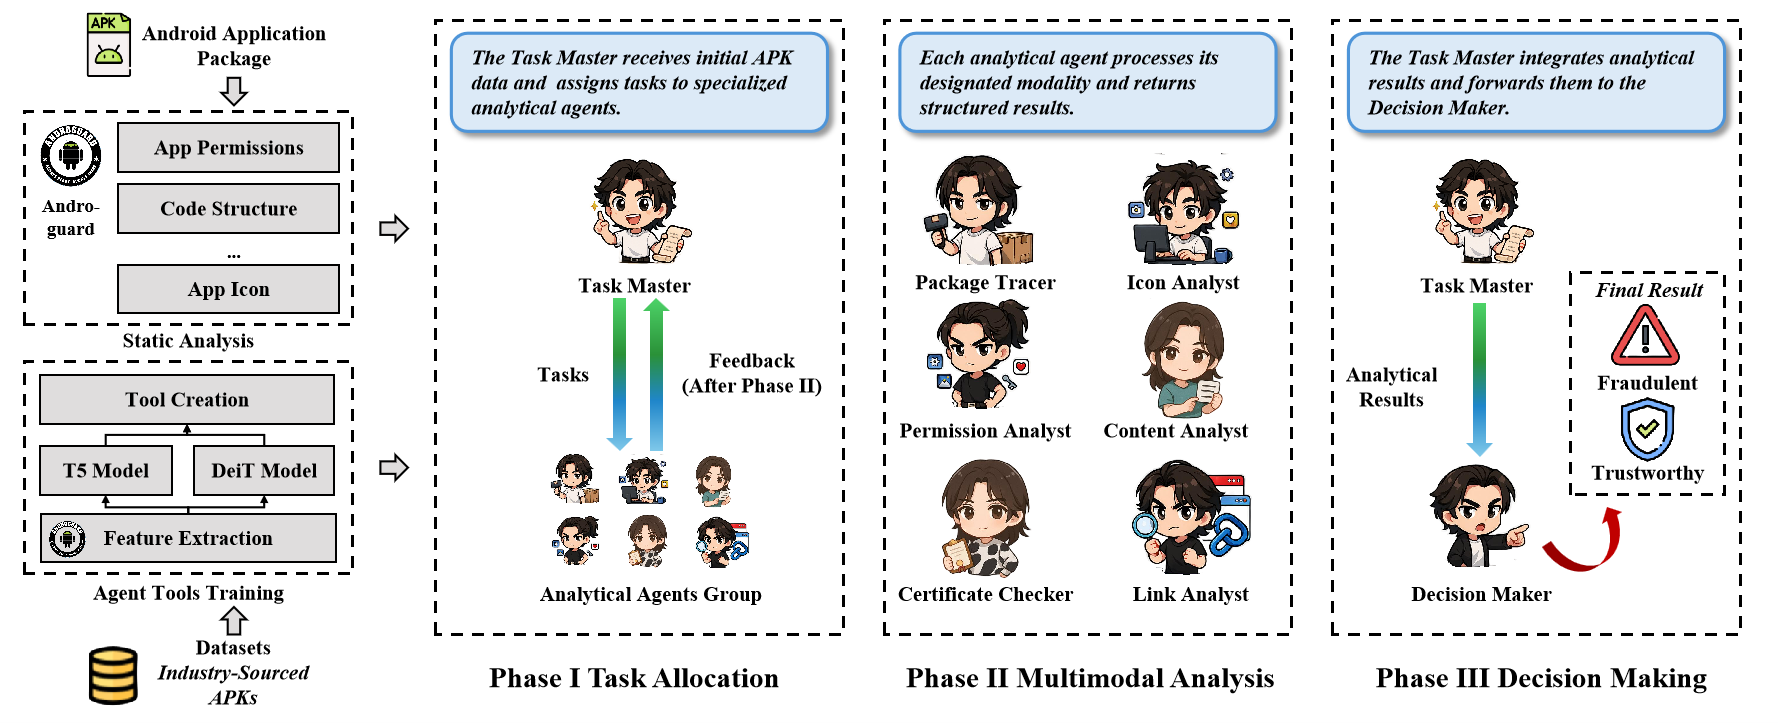 APK
Android Application
Package
ANDROGUARD
Andro-
guard
App Permissions
Code Structure
...
App Icon
Static Analysis
Tool Creation
T5 Model
DeiT Model
Feature Extraction
Agent Tools Training
Datasets
Industry-Sourced
APKs
The Task Master receives initial APK
data and assigns tasks to specialized
analytical agents.
Task Master
Tasks
Feedback
(After Phase II)
Analytical Agents Group
Phase I Task Allocation
Each analytical agent processes its
designated modality and returns
structured results.
Package Tracer
Icon Analyst
Permission Analyst
Content Analyst
Certificate Checker
Link Analyst
Phase II Multimodal Analysis
The Task Master integrates analytical
results and forwards them to the
Decision Maker.
Task Master
Analytical
Results
Decision Maker
Final Result
Fraudulent
Trustworthy
Phase III Decision Making